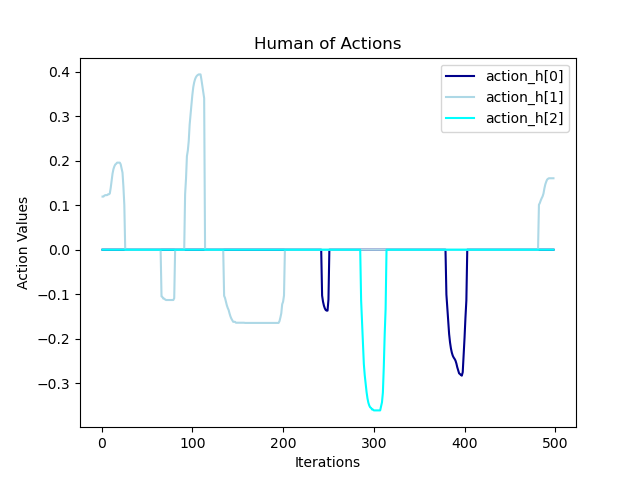 Human of Actions
action_h[0]
action_h[1]
action_h[2]
Action Values
0.4
0.3
0.2
0.1
0.0
−0.1
−0.2
−0.3
0 100 200 300 400 500
Iterations